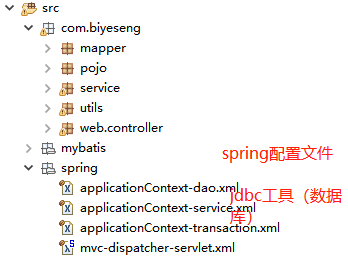 src
com.biyeseng
mapper
pojo
service
utils
web.controller
mybatis
spring
spring配置文件
applicationContext-dao.xml
jdbc工具（数据库）
applicationContext-service.xml
applicationContext-transaction.xml
mvc-dispatcher-servlet.xml